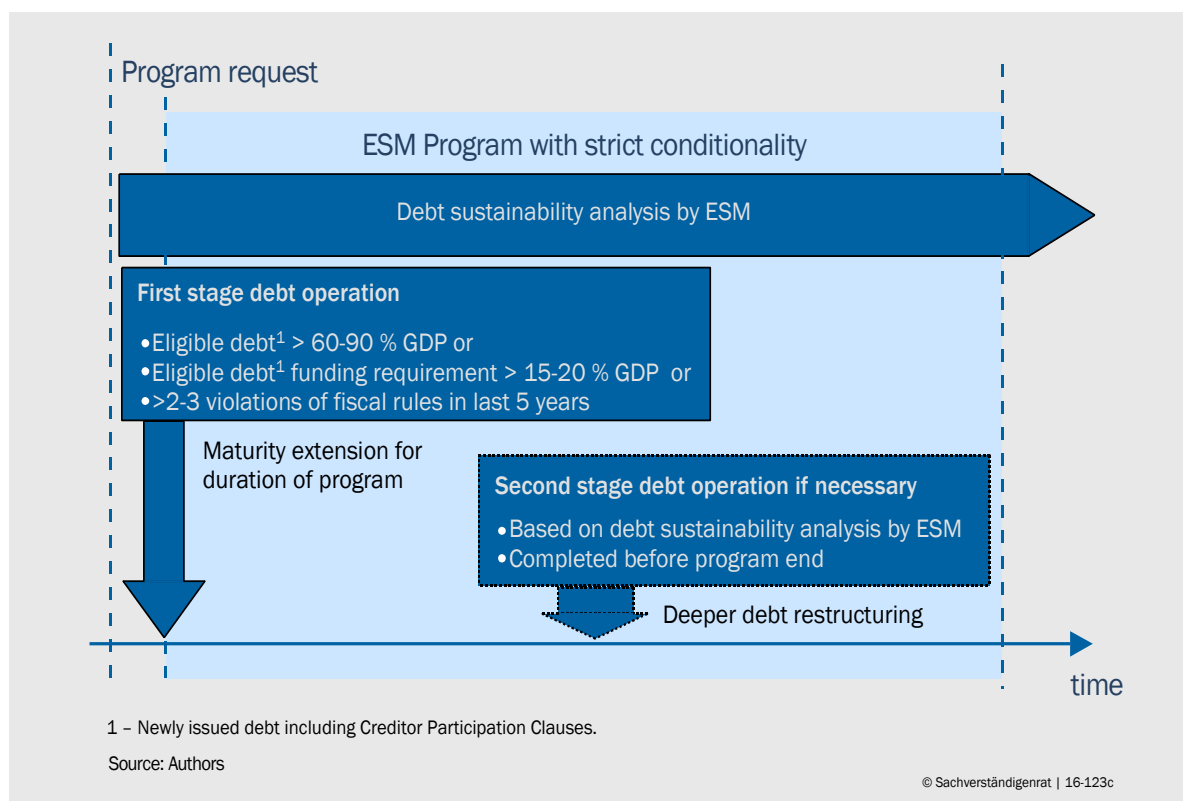 Program request
ESM Program with strict conditionality
Debt sustainability analysis by ESM
First stage debt operation
•Eligible debt1 > 60-90 % GDP or
•Eligible debt1 funding requirement > 15-20 % GDP or
•>2-3 violations of fiscal rules in last 5 years
Maturity extension for
duration of program
Second stage debt operation if necessary
•Based on debt sustainability analysis by ESM
•Completed before program end
Deeper debt restructuring
time
1 – Newly issued debt including Creditor Participation Clauses.
Source: Authors
© Sachverständigenrat | 16-123c